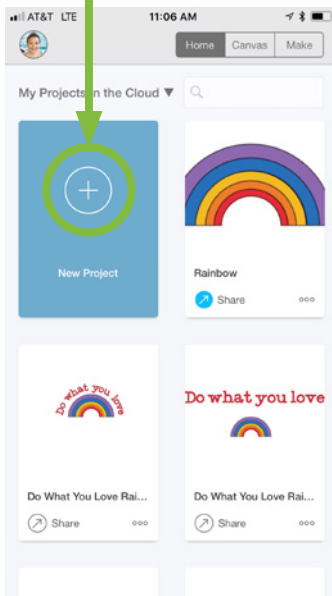 AT&T LTE 11:06 AM
Home Canvas Make
My Projects in the Cloud ▼
New Project
Rainbow
Share
Do what you love
Do what you love
Do What You Love Rai...
Do What You Love Rai...
Share
Share